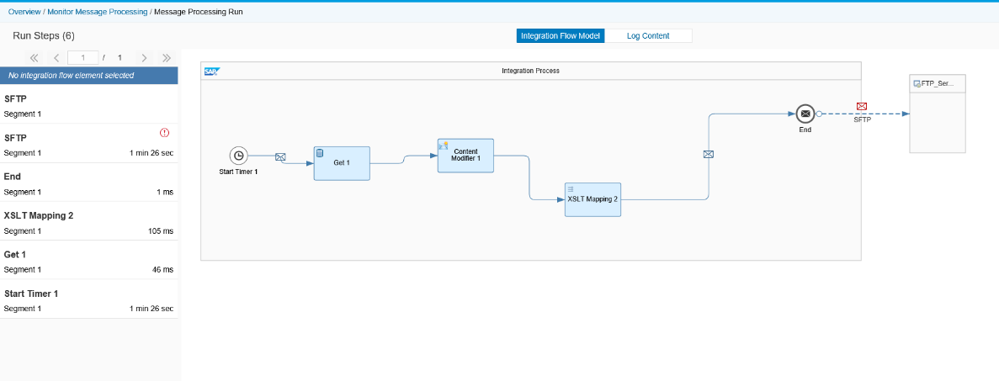 Overview / Monitor Message Processing / Message Processing Run
Run Steps (6)
Integration Flow Model
Log Content
1 / 1
No integration flow element selected
SFTP
Segment 1
SFTP
Segment 1 1 min 26 sec
End
Segment 1 1 ms
XSLT Mapping 2
Segment 1 105 ms
Get 1
Segment 1 46 ms
Start Timer 1
Segment 1 1 min 26 sec
SAP
Integration Process
Start Timer 1
Get 1
Content
Modifier 1
XSLT Mapping 2
End
SFTP
FTP_Ser...